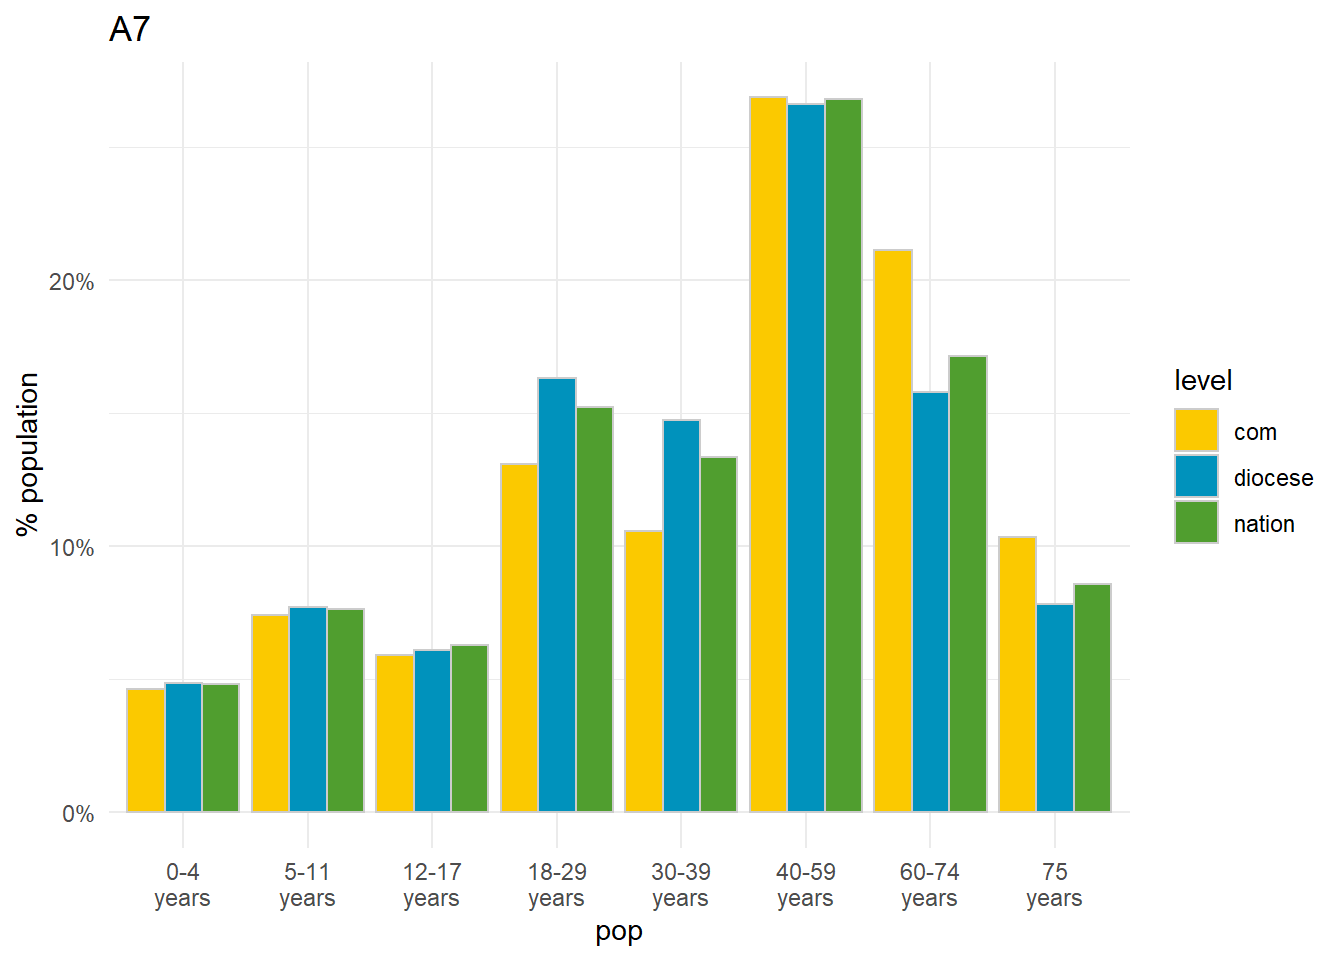 A7
% population
20%
10%
0%
0-4 years
5-11 years
12-17 years
18-29 years
30-39 years
40-59 years
60-74 years
75 years
pop
level
com
diocese
nation